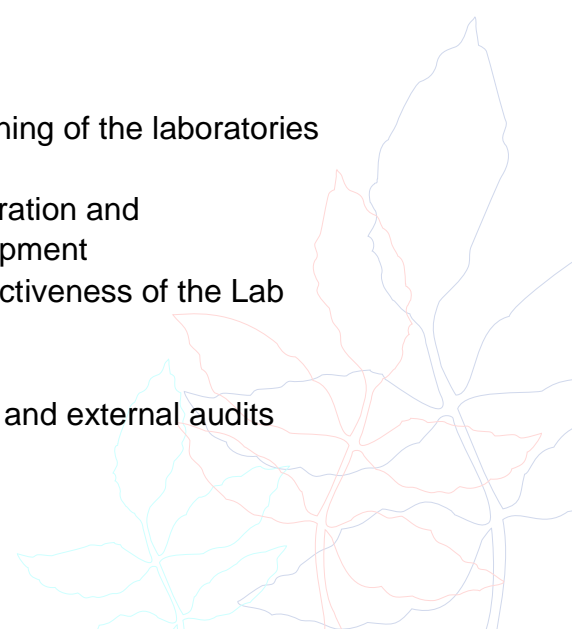 ning of the laboratories
ration and
pment
ctiveness of the Lab
and external audits